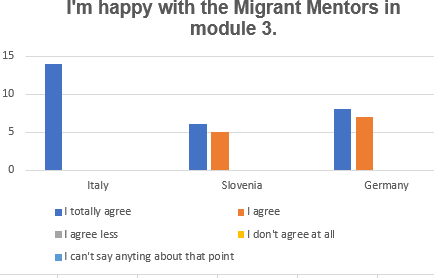 I'm happy with the Migrant Mentors in
module 3.
15
10
5
0
Italy Slovenia Germany
I totally agree I agree
I agree less I don't agree at all
I can't say anyting about that point